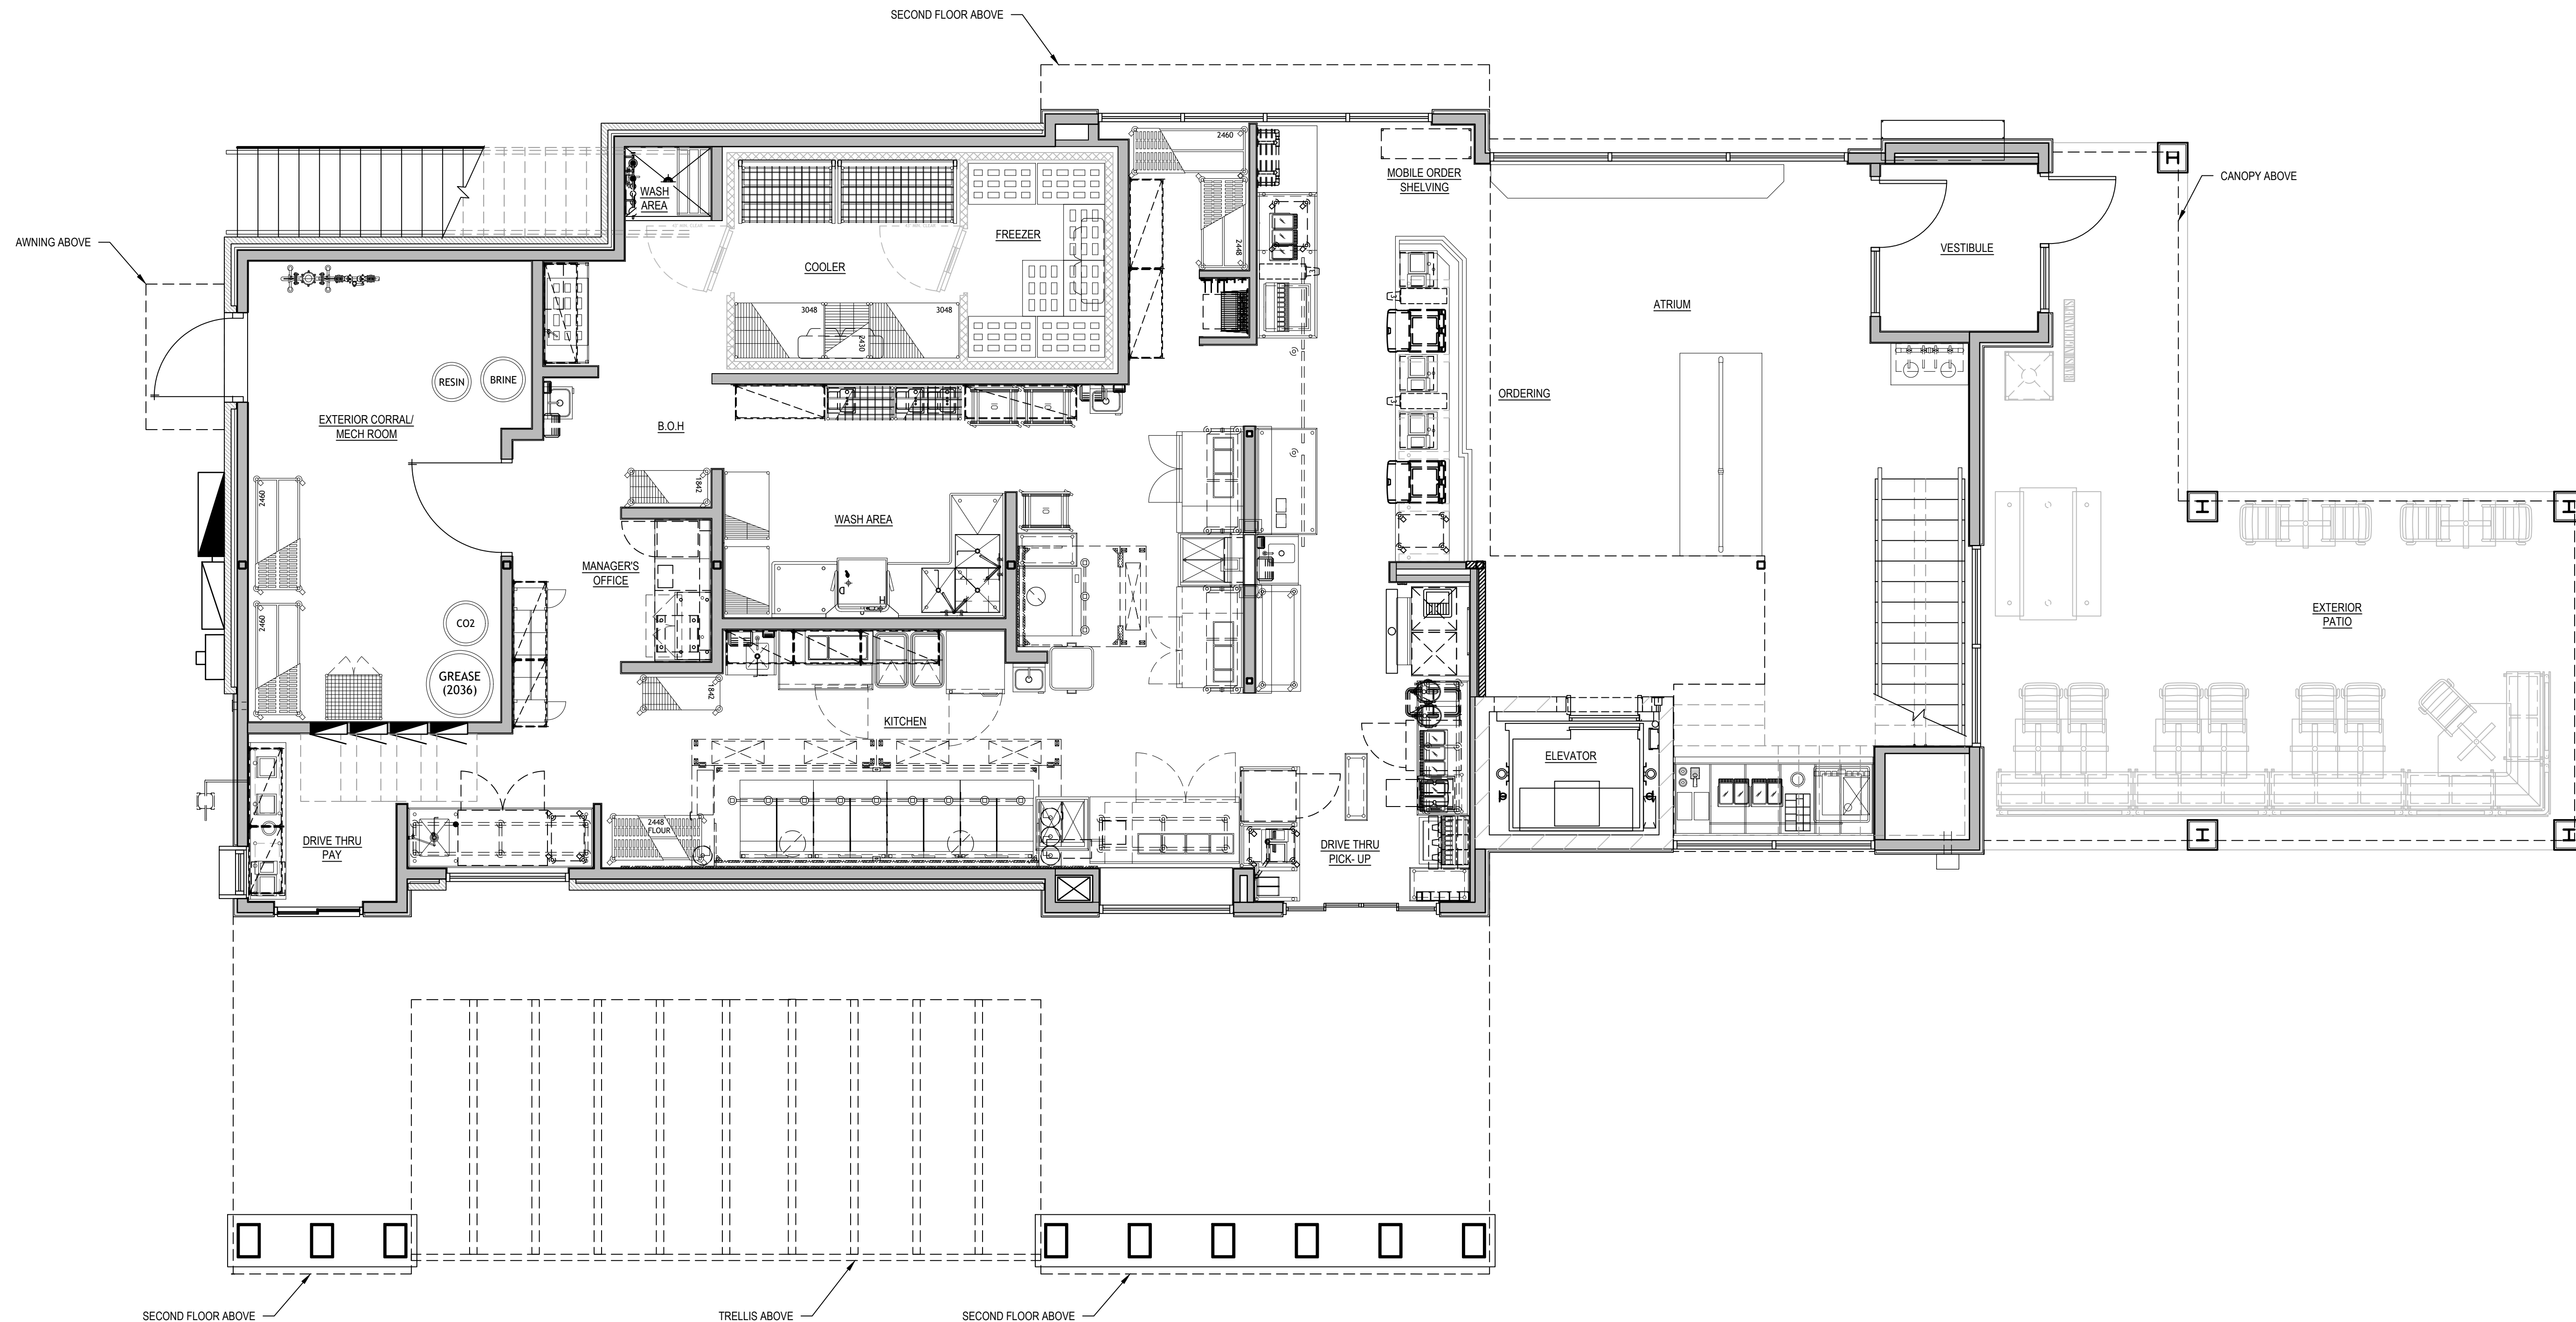 SECOND FLOOR ABOVE
2460
MOBILE ORDER
SHELVING
CANOPY ABOVE
WASH
AREA
FREEZER
2448
VESTIBULE
AWNING ABOVE
COOLER
ATRIUM
3048
3048
2430
RESIN
BRINE
ORDERING
EXTERIOR CORRAL/
MECH ROOM
B.O.H
1842
2460
WASH AREA
MANAGER'S
OFFICE
2460
CO2
EXTERIOR
PATIO
GREASE
(2036)
1842
KITCHEN
ELEVATOR
2448
FLOUR
DRIVE THRU
PAY
DRIVE THRU
PICK- UP
SECOND FLOOR ABOVE
TRELLIS ABOVE
SECOND FLOOR ABOVE